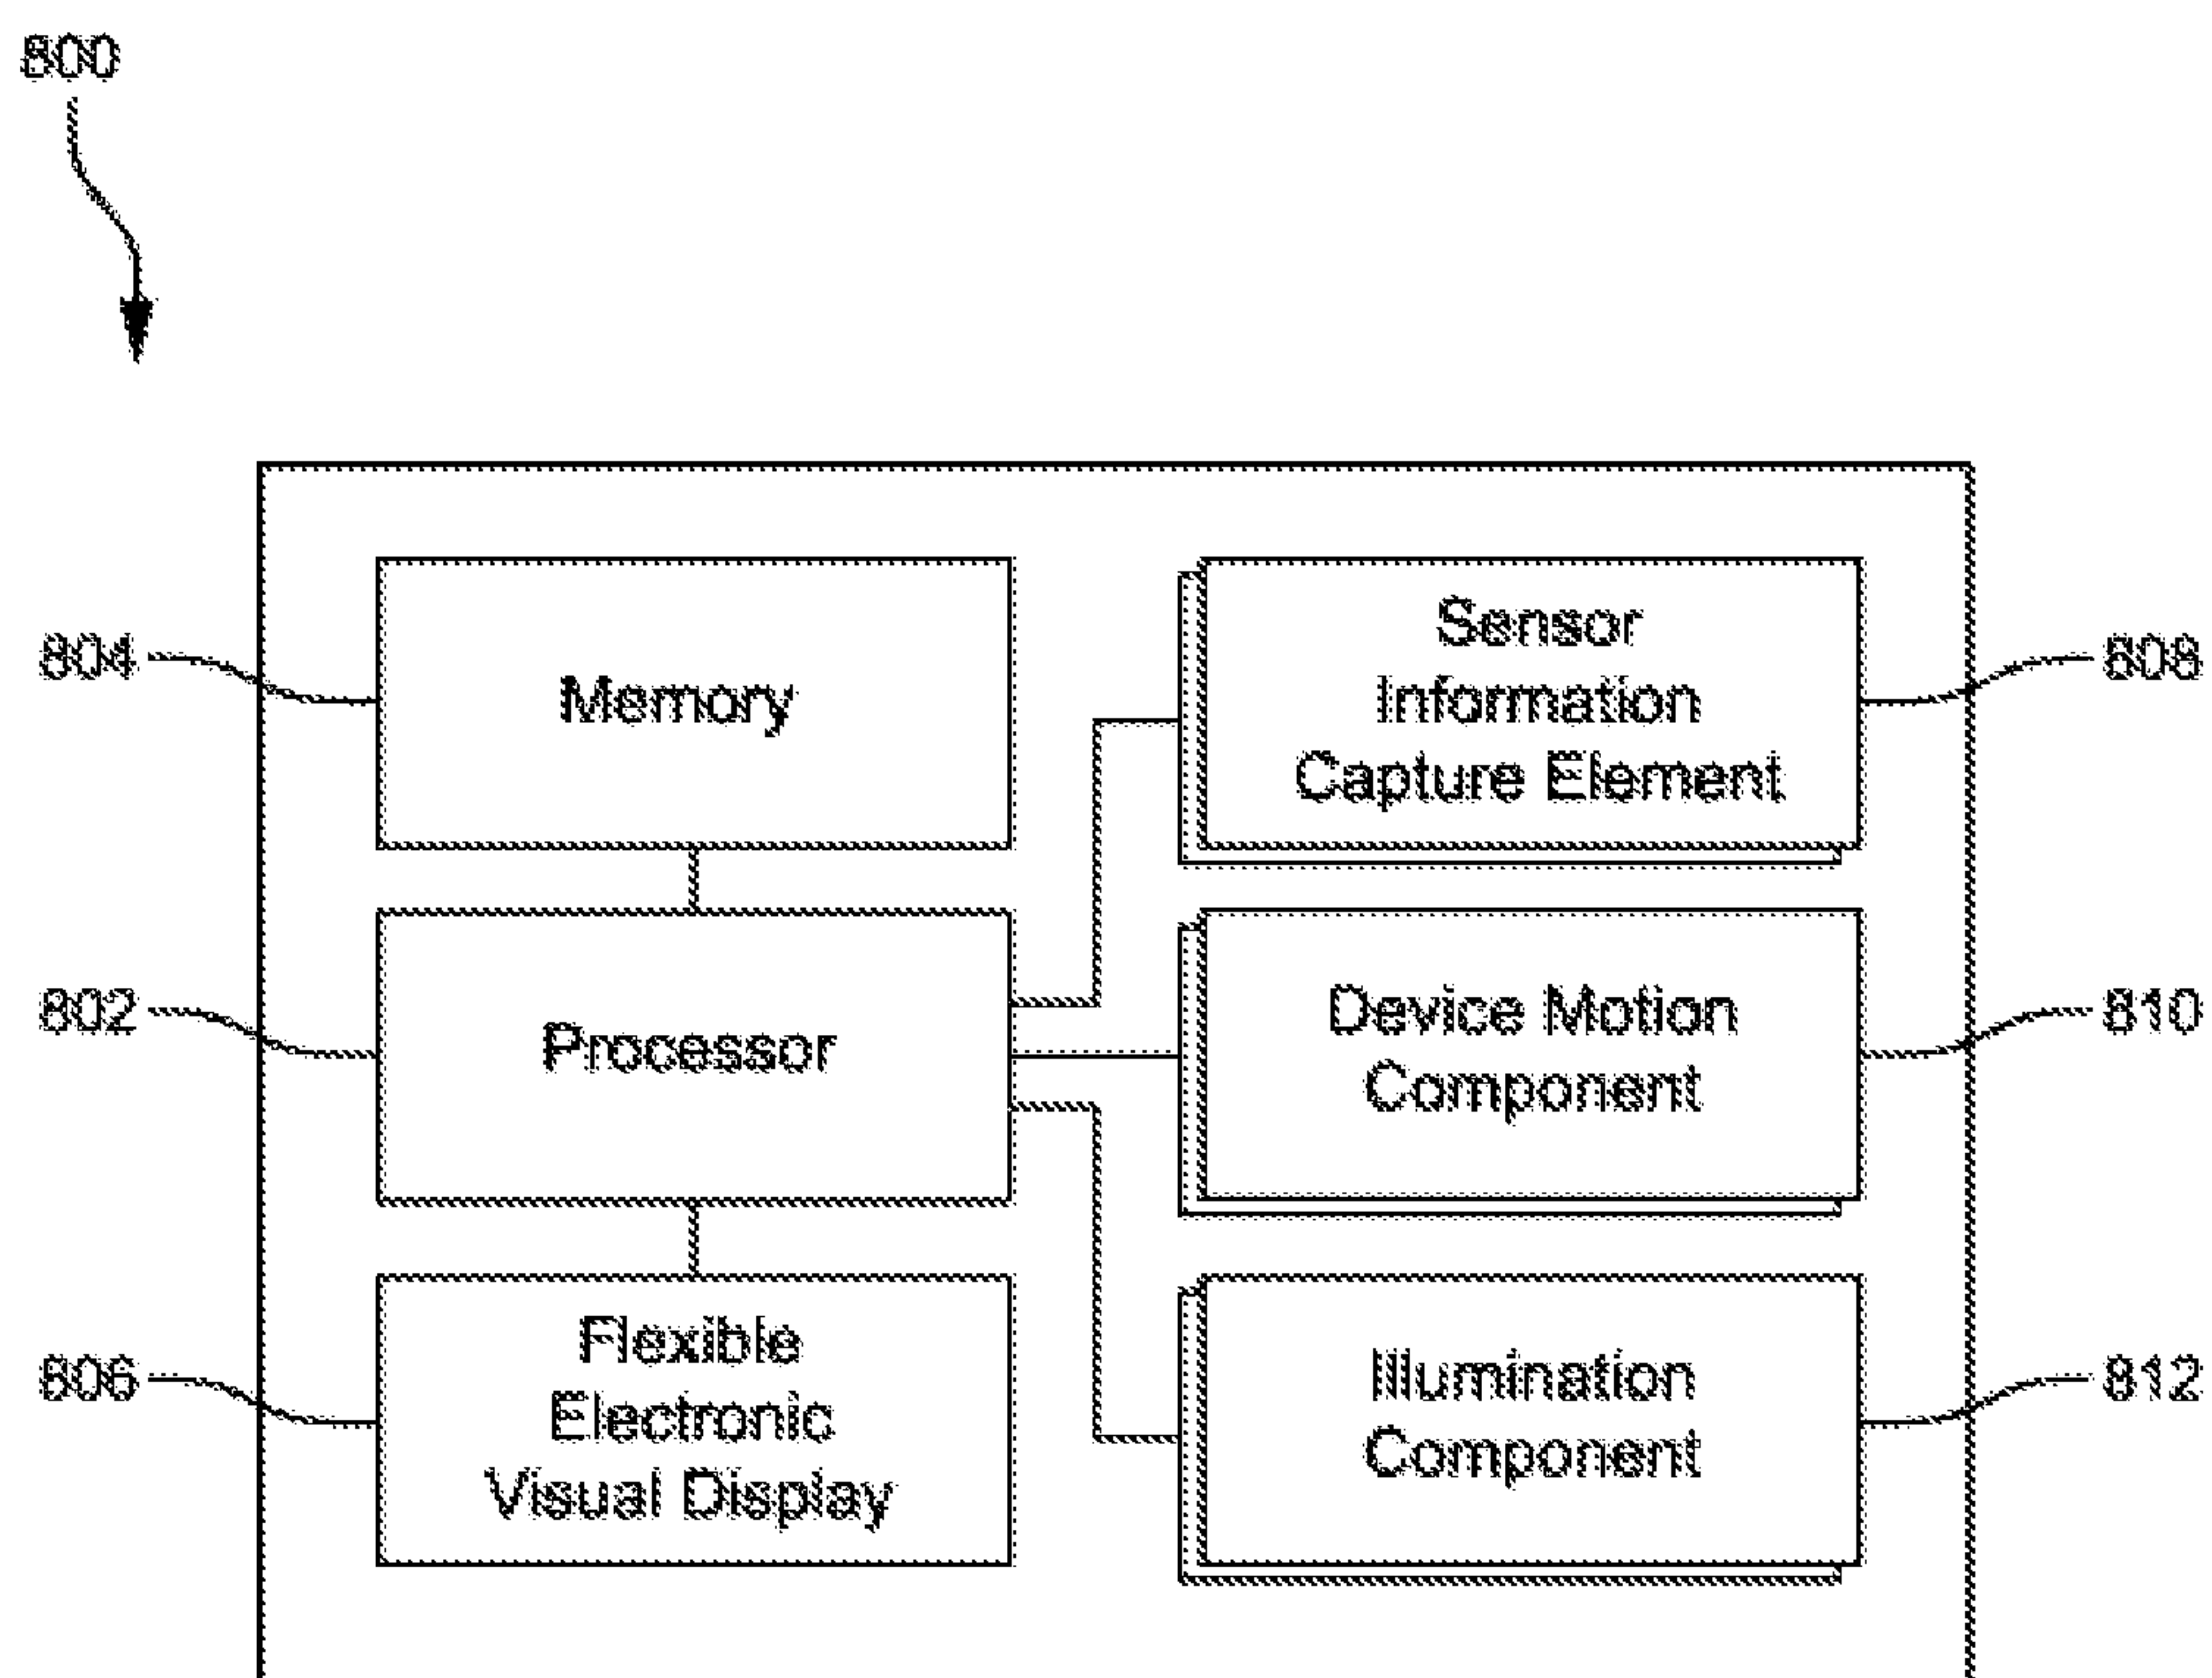 800
804
Memory
Sensor
Information
Capture Element
808
802
Processor
Device Motion
Component
810
806
Flexible
Electronic
Visual Display
Illumination
Component
812